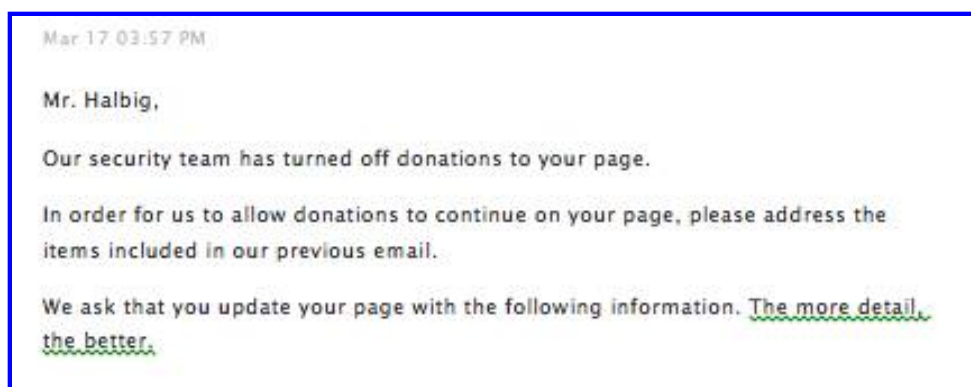 Mar 17 03:57 PM
Mr. Halbig,
Our security team has turned off donations to your page.
In order for us to allow donations to continue on your page, please address the
items included in our previous email.
We ask that you update your page with the following information. The more detail,
the better.